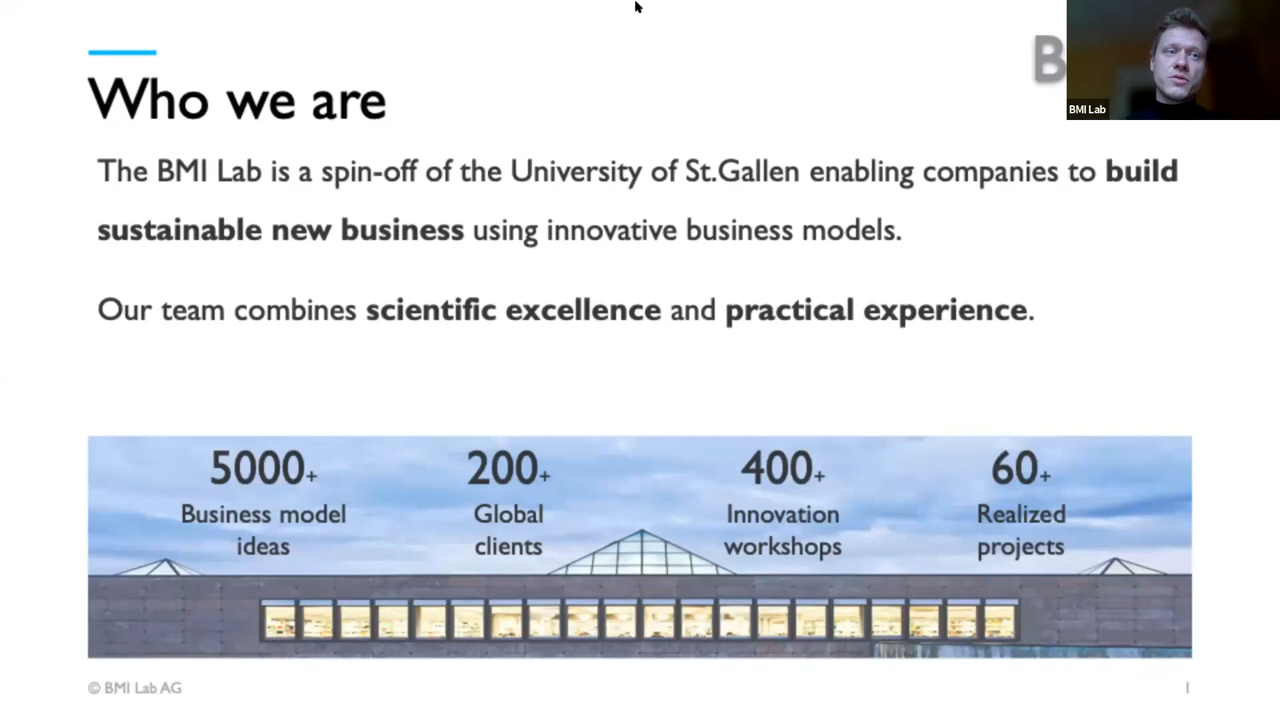 Who we are
B
BMI Lab
The BMI Lab is a spin-off of the University of St.Gallen enabling companies to build
sustainable new business using innovative business models.
Our team combines scientific excellence and practical experience.
5000+
Business model
ideas
200+
Global
clients
400+
Innovation
workshops
60+
Realized
projects
© BMI Lab AG
1